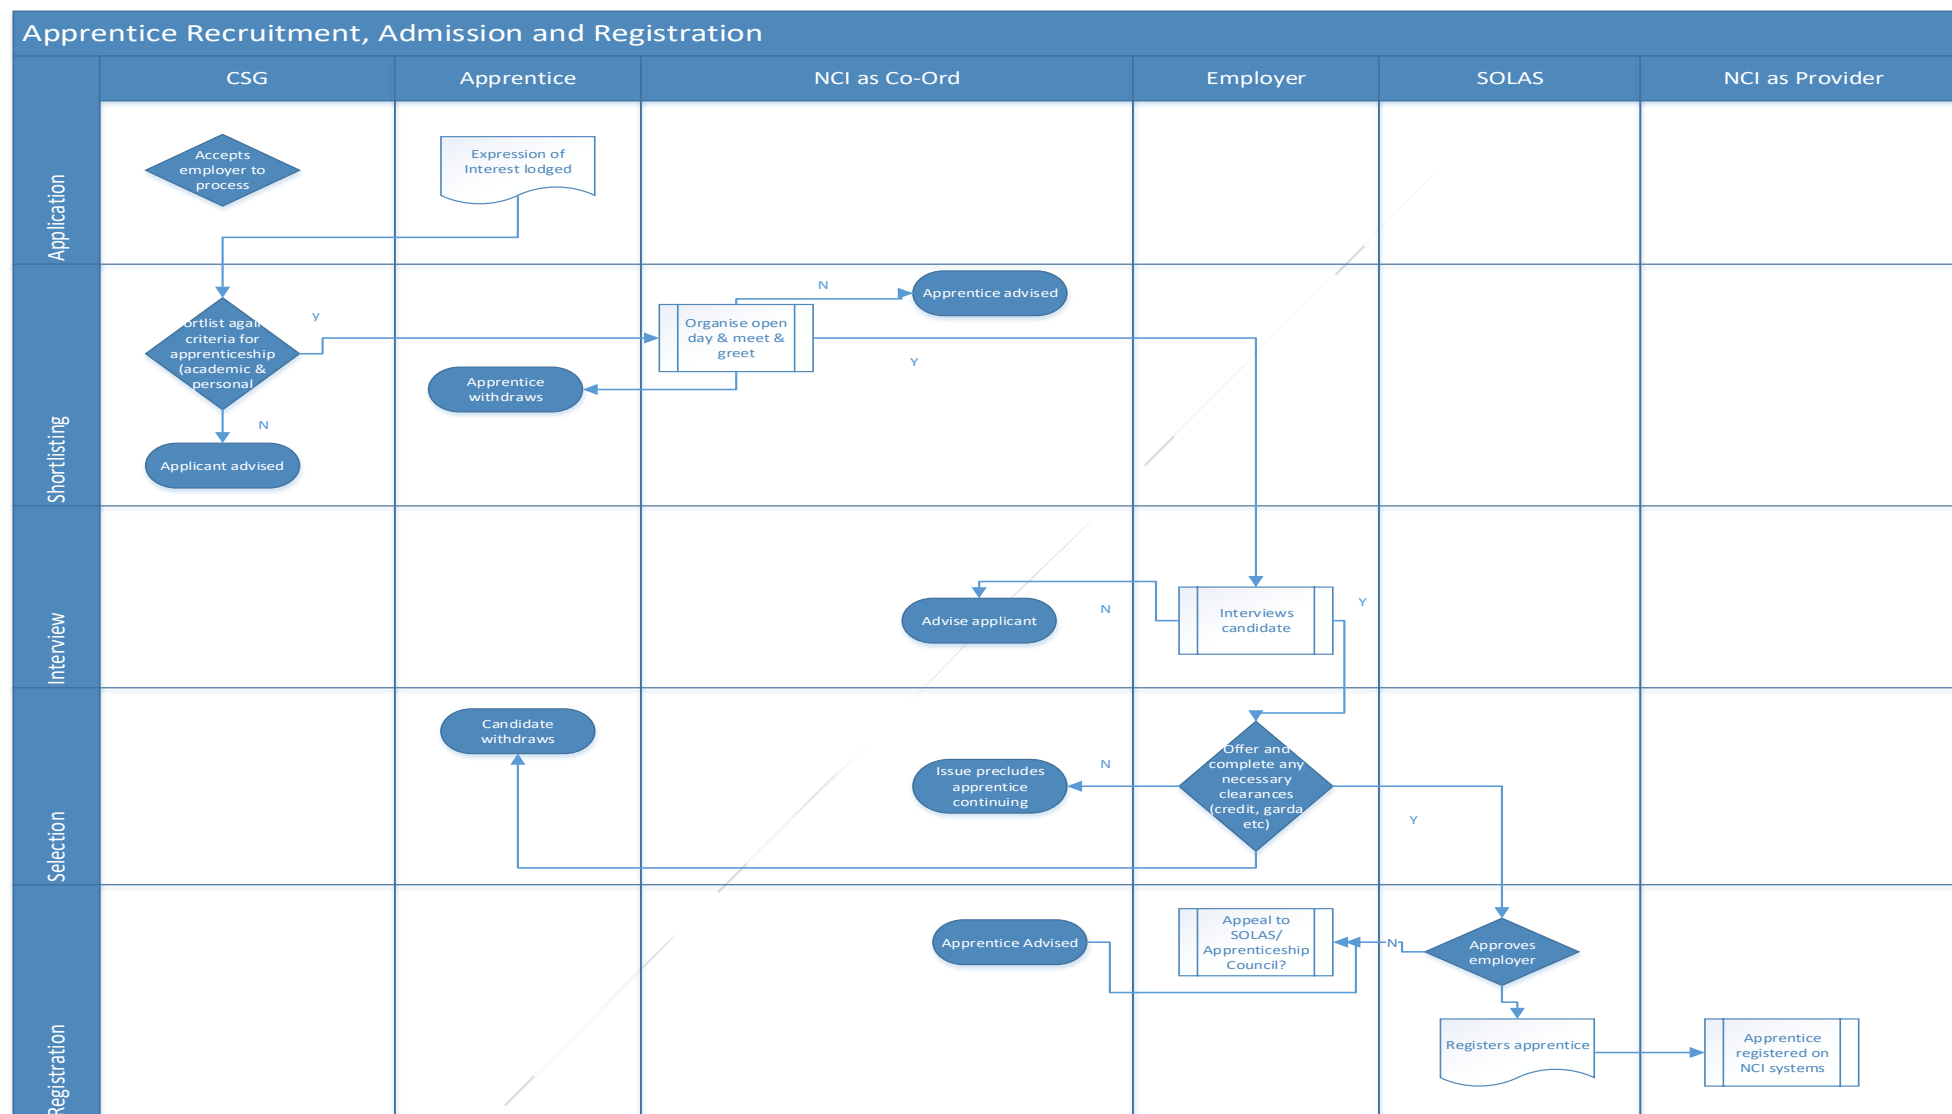 Apprentice Recruitment, Admission and Registration
CSG
Apprentice
NCI as Co-Ord
Employer
SOLAS
NCI as Provider
Application
Accepts
employer to
process
Expression of
Interest lodged
Shortlisting
ortlist again
criteria for
apprenticeship
(academic &
personal
y
N
Applicant advised
Apprentice
withdraws
Organise open
day & meet &
greet
N
Apprentice advised
Y
Interview
Advise applicant
N
Interviews
candidate
Y
Selection
Candidate
withdraws
Issue precludes
apprentice
continuing
N
Offer and
complete any
necessary
clearances
(credit, garda
etc)
Y
Registration
Apprentice Advised
Appeal to
SOLAS/
Apprenticeship
Council?
N
Approves
employer
Registers apprentice
Apprentice
registered on
NCI systems